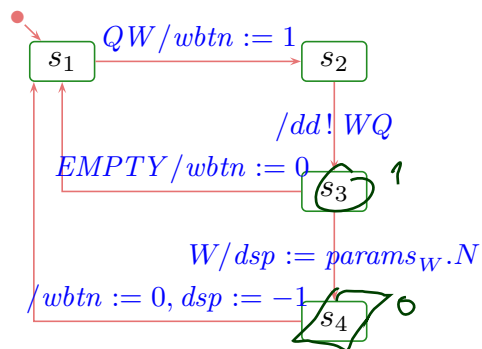 QW/wbtn := 1
s₁ s₂
/dd ! WQ
EMPTY/wbtn := 0
s₃ 1
W/dsp := params_W.N
/wbtn := 0, dsp := −1
s₄ 0